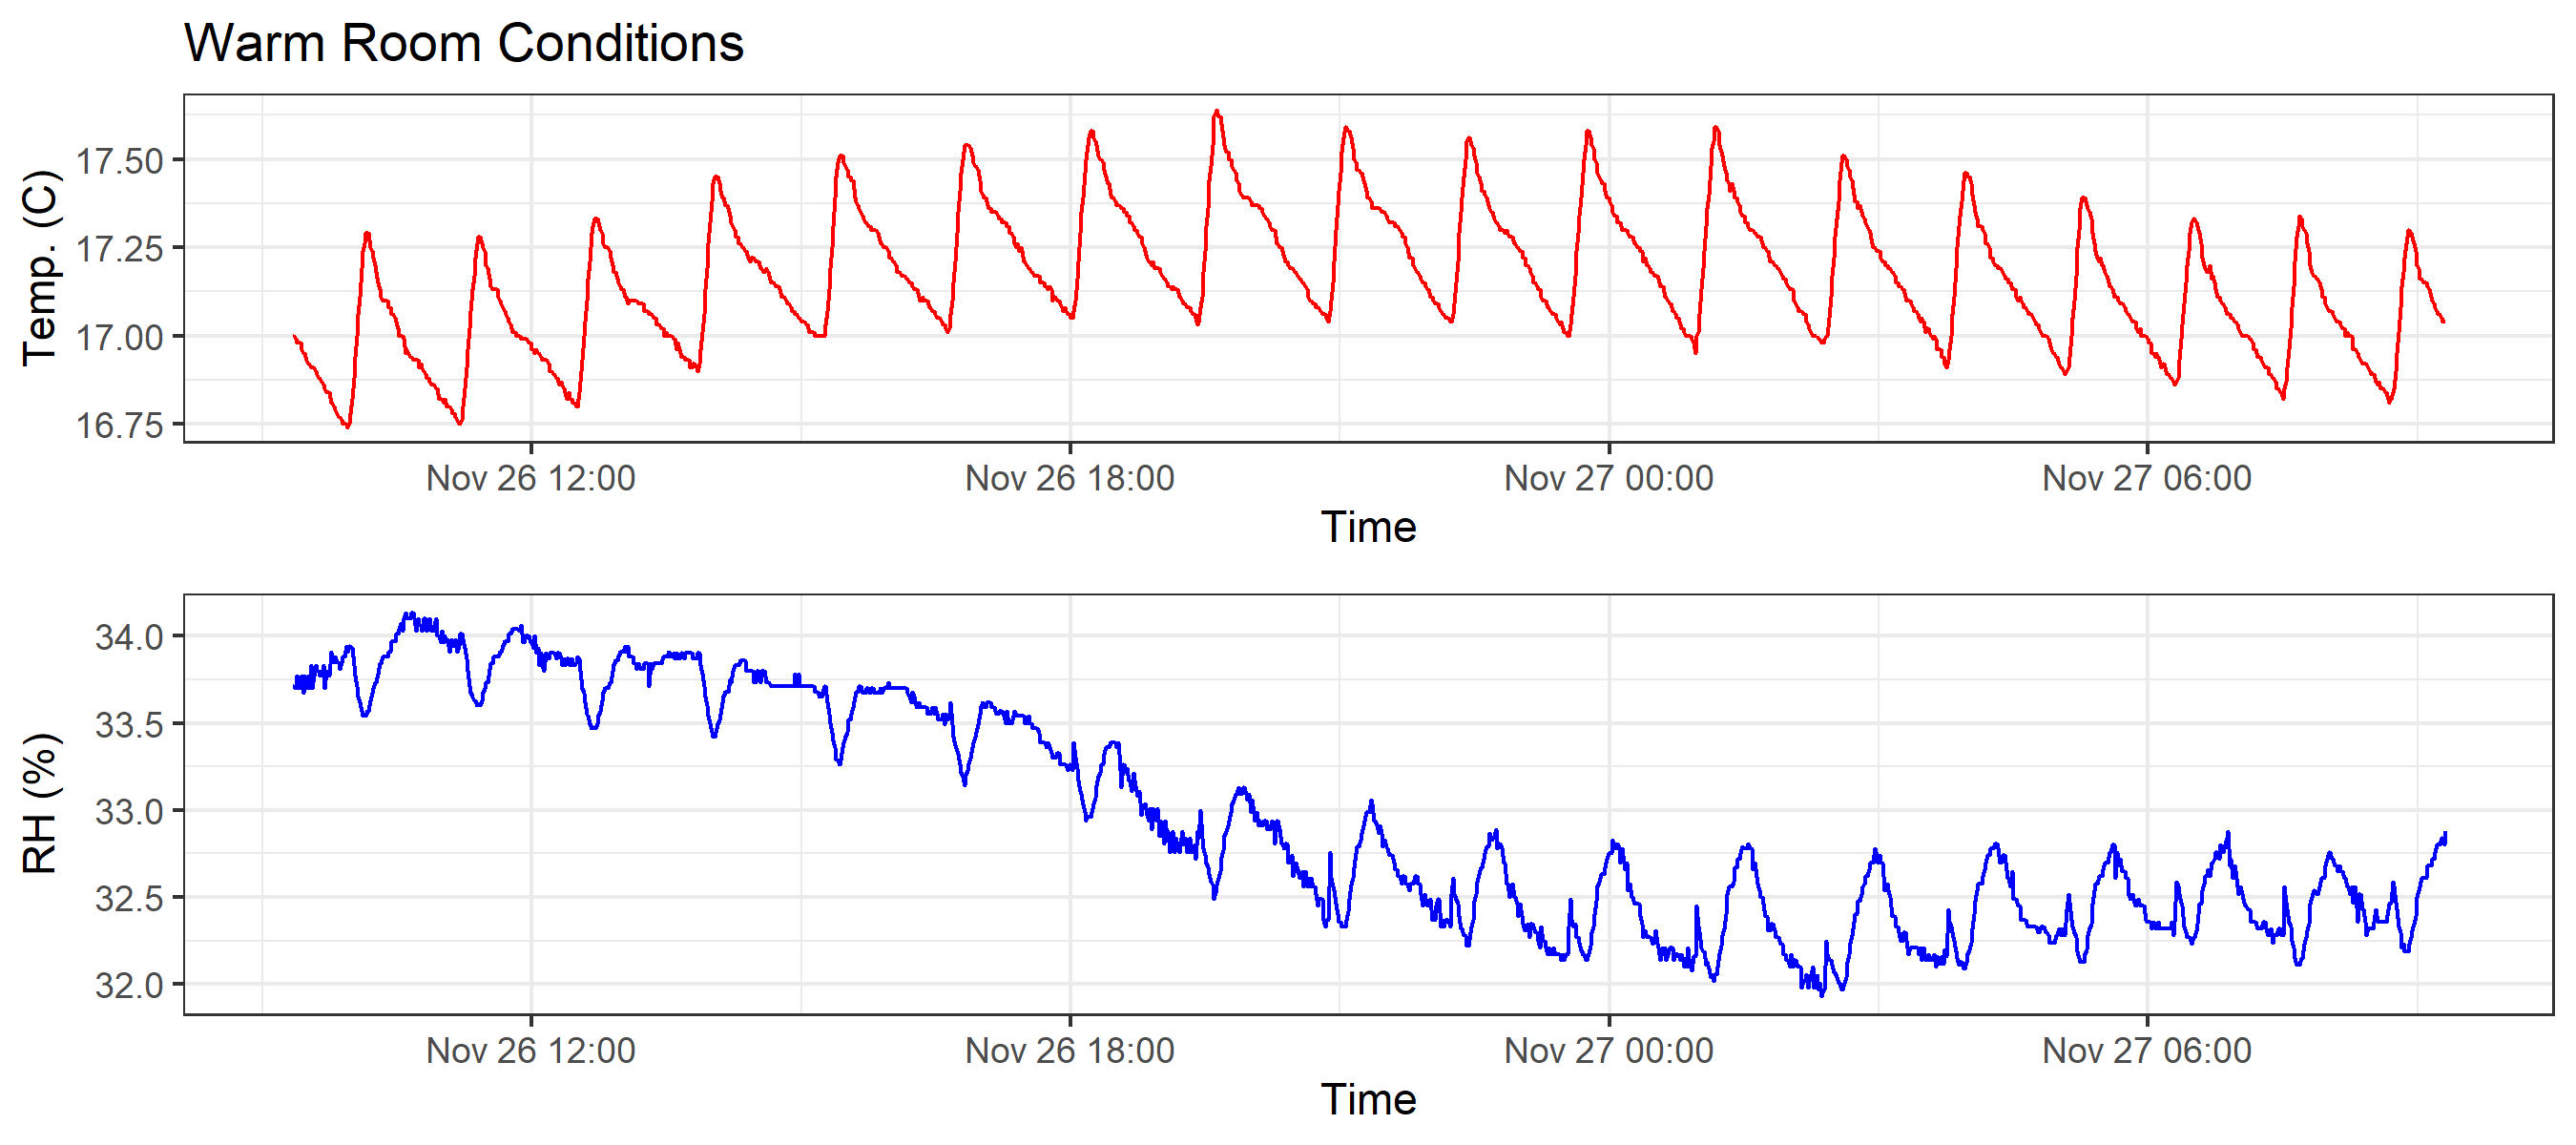 Warm Room Conditions
Temp. (C)
17.50
17.25
17.00
16.75
Nov 26 12:00 Nov 26 18:00 Nov 27 00:00 Nov 27 06:00
Time
RH (%)
34.0
33.5
33.0
32.5
32.0
Nov 26 12:00 Nov 26 18:00 Nov 27 00:00 Nov 27 06:00
Time